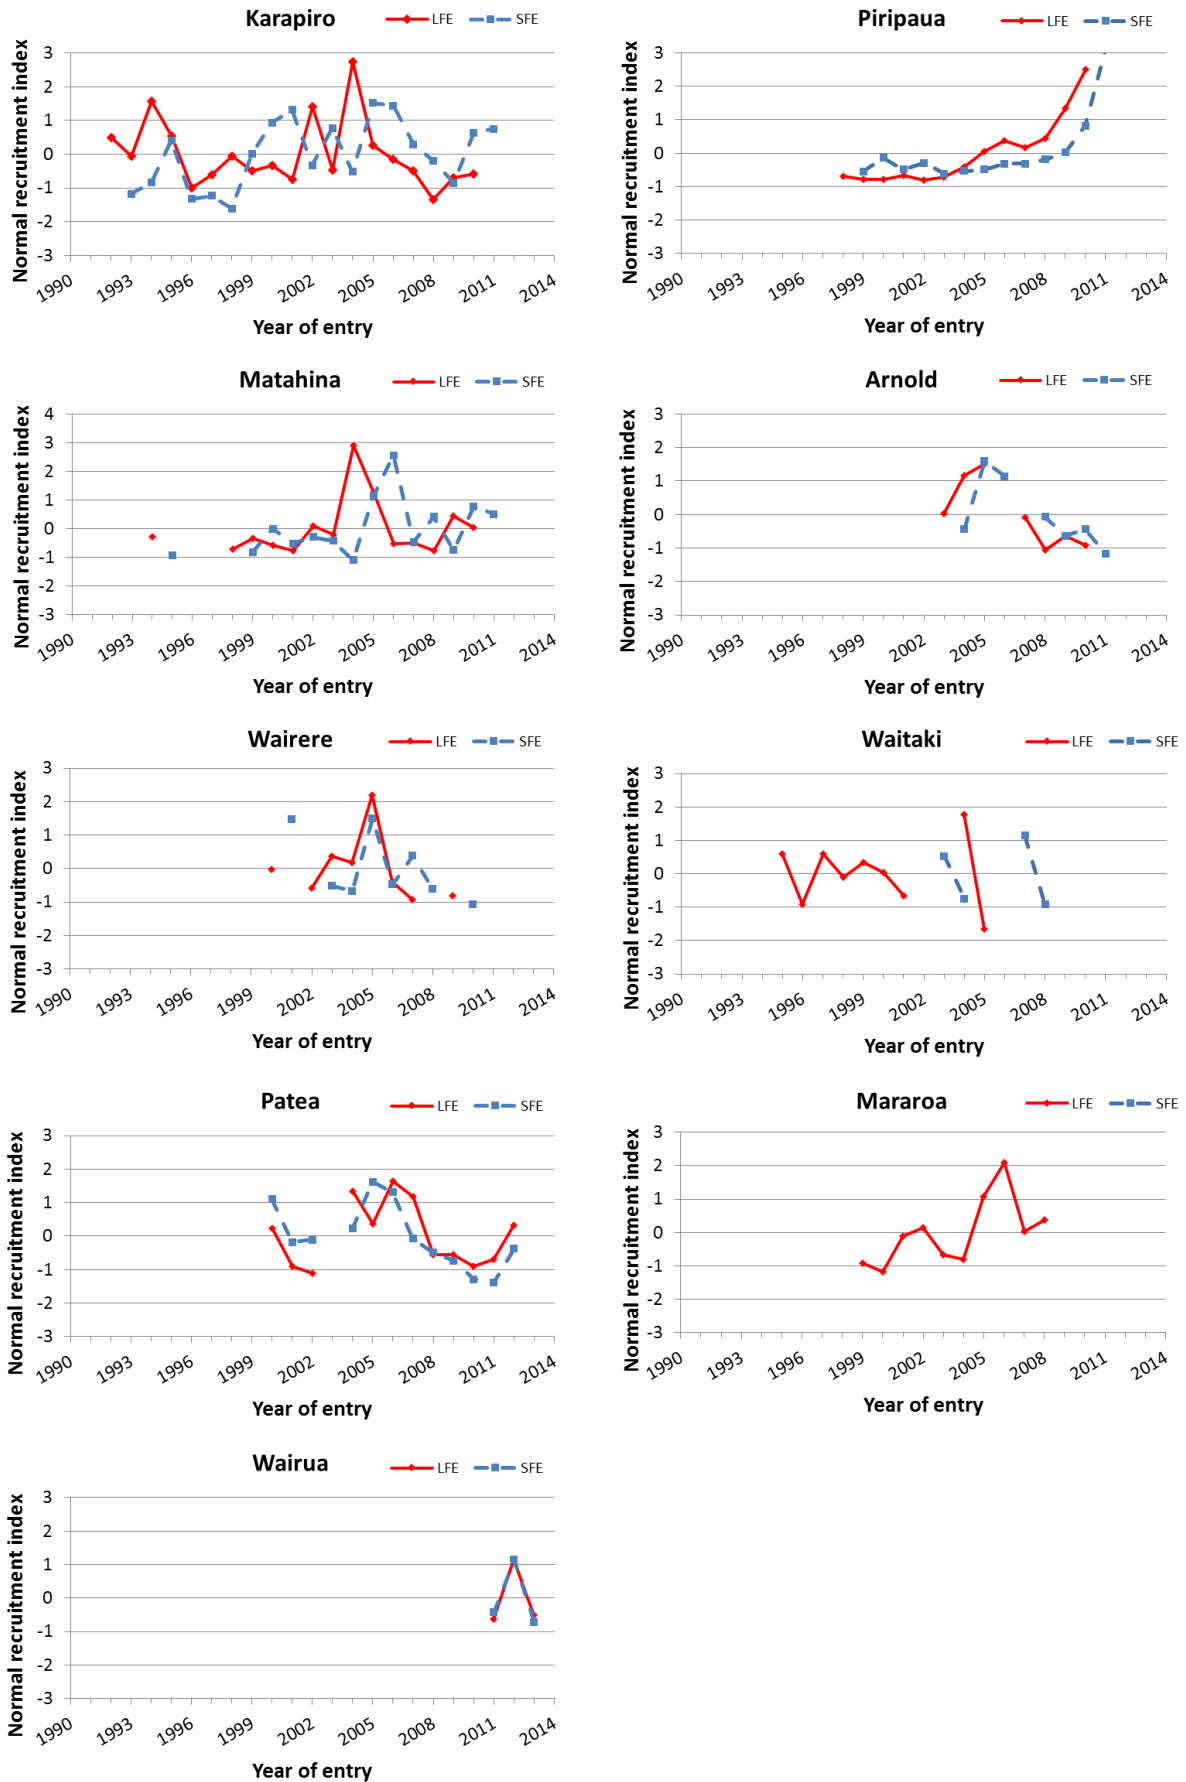 Karapiro
LFE SFE
Normal recruitment index
3
2
1
0
-1
-2
-3
1990 1993 1996 1999 2002 2005 2008 2011 2014
Year of entry
Piripaua
LFE SFE
Normal recruitment index
3
2
1
0
-1
-2
-3
1990 1993 1996 1999 2002 2005 2008 2011 2014
Year of entry
Matahina
LFE SFE
Normal recruitment index
4
3
2
1
0
-1
-2
-3
1990 1993 1996 1999 2002 2005 2008 2011 2014
Year of entry
Arnold
LFE SFE
Normal recruitment index
3
2
1
0
-1
-2
-3
1990 1993 1996 1999 2002 2005 2008 2011 2014
Year of entry
Wairere
LFE SFE
Normal recruitment index
3
2
1
0
-1
-2
-3
1990 1993 1996 1999 2002 2005 2008 2011 2014
Year of entry
Waitaki
LFE SFE
Normal recruitment index
3
2
1
0
-1
-2
-3
1990 1993 1996 1999 2002 2005 2008 2011 2014
Year of entry
Patea
LFE SFE
Normal recruitment index
3
2
1
0
-1
-2
-3
1990 1993 1996 1999 2002 2005 2008 2011 2014
Year of entry
Mararoa
LFE SFE
Normal recruitment index
3
2
1
0
-1
-2
-3
1990 1993 1996 1999 2002 2005 2008 2011 2014
Year of entry
Wairua
LFE SFE
Normal recruitment index
3
2
1
0
-1
-2
-3
1990 1993 1996 1999 2002 2005 2008 2011 2014
Year of entry